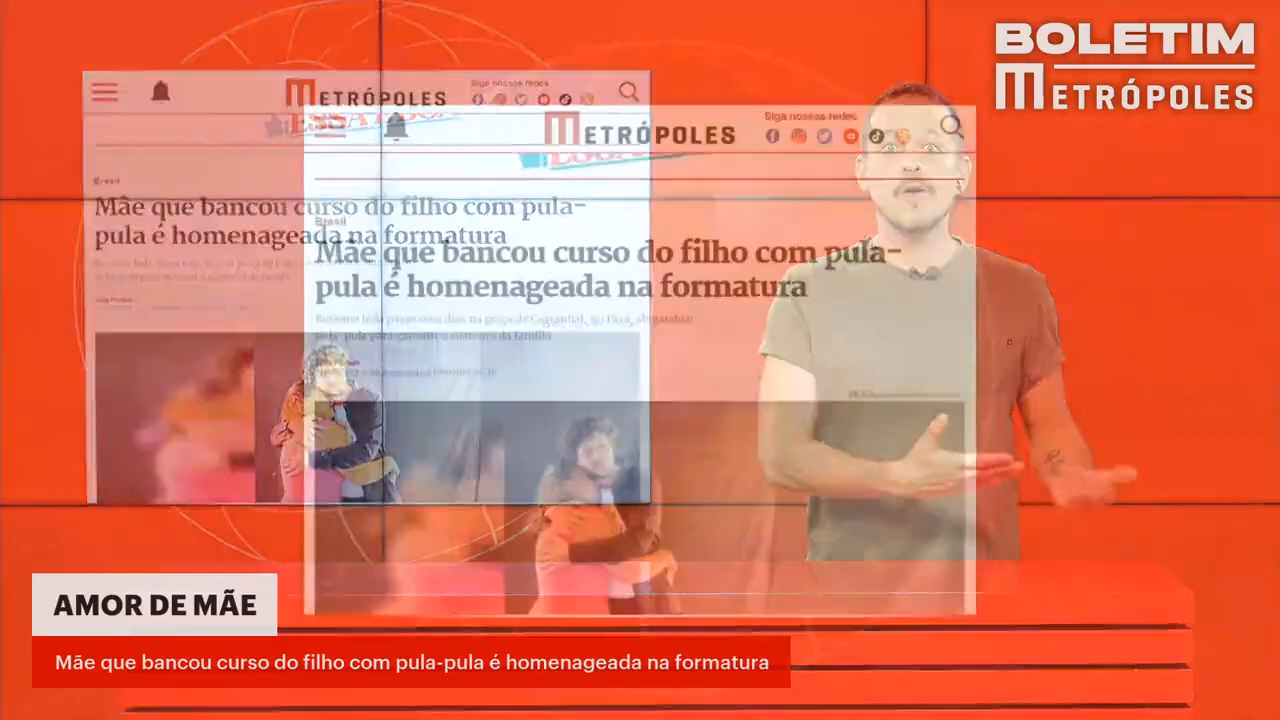 BOLETIM
METRÓPOLES
METRÓPOLES
Siga nossas redes
Brasil
Mãe que bancou curso do filho com pula-
pula é homenageada na formatura
METRÓPOLES
Siga nossas redes
Brasil
Mãe que bancou curso do filho com pula-
pula é homenageada na formatura
AMOR DE MÃE
Mãe que bancou curso do filho com pula-pula é homenageada na formatura